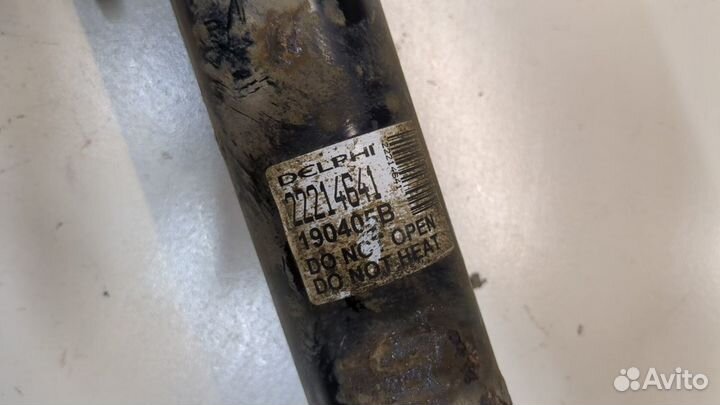 DELPHI
22214641
190405B
DO NOT OPEN
DO NOT HEAT
Avito